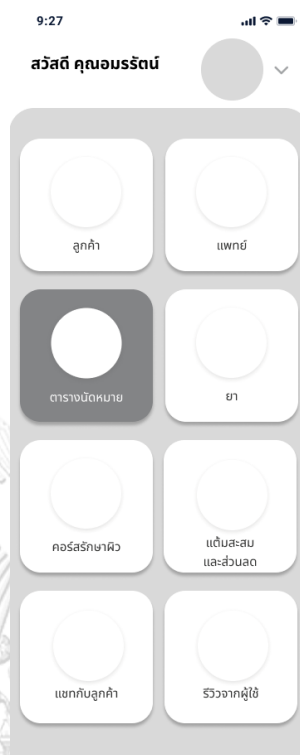 9:27
สวัสดี คุณอมรรัตน์
ลูกค้า
แพทย์
ตารางนัดหมาย
ยา
คอร์สรักษาผิว
แต้มสะสม
และส่วนลด
แชทกับลูกค้า
รีวิวจากผู้ใช้